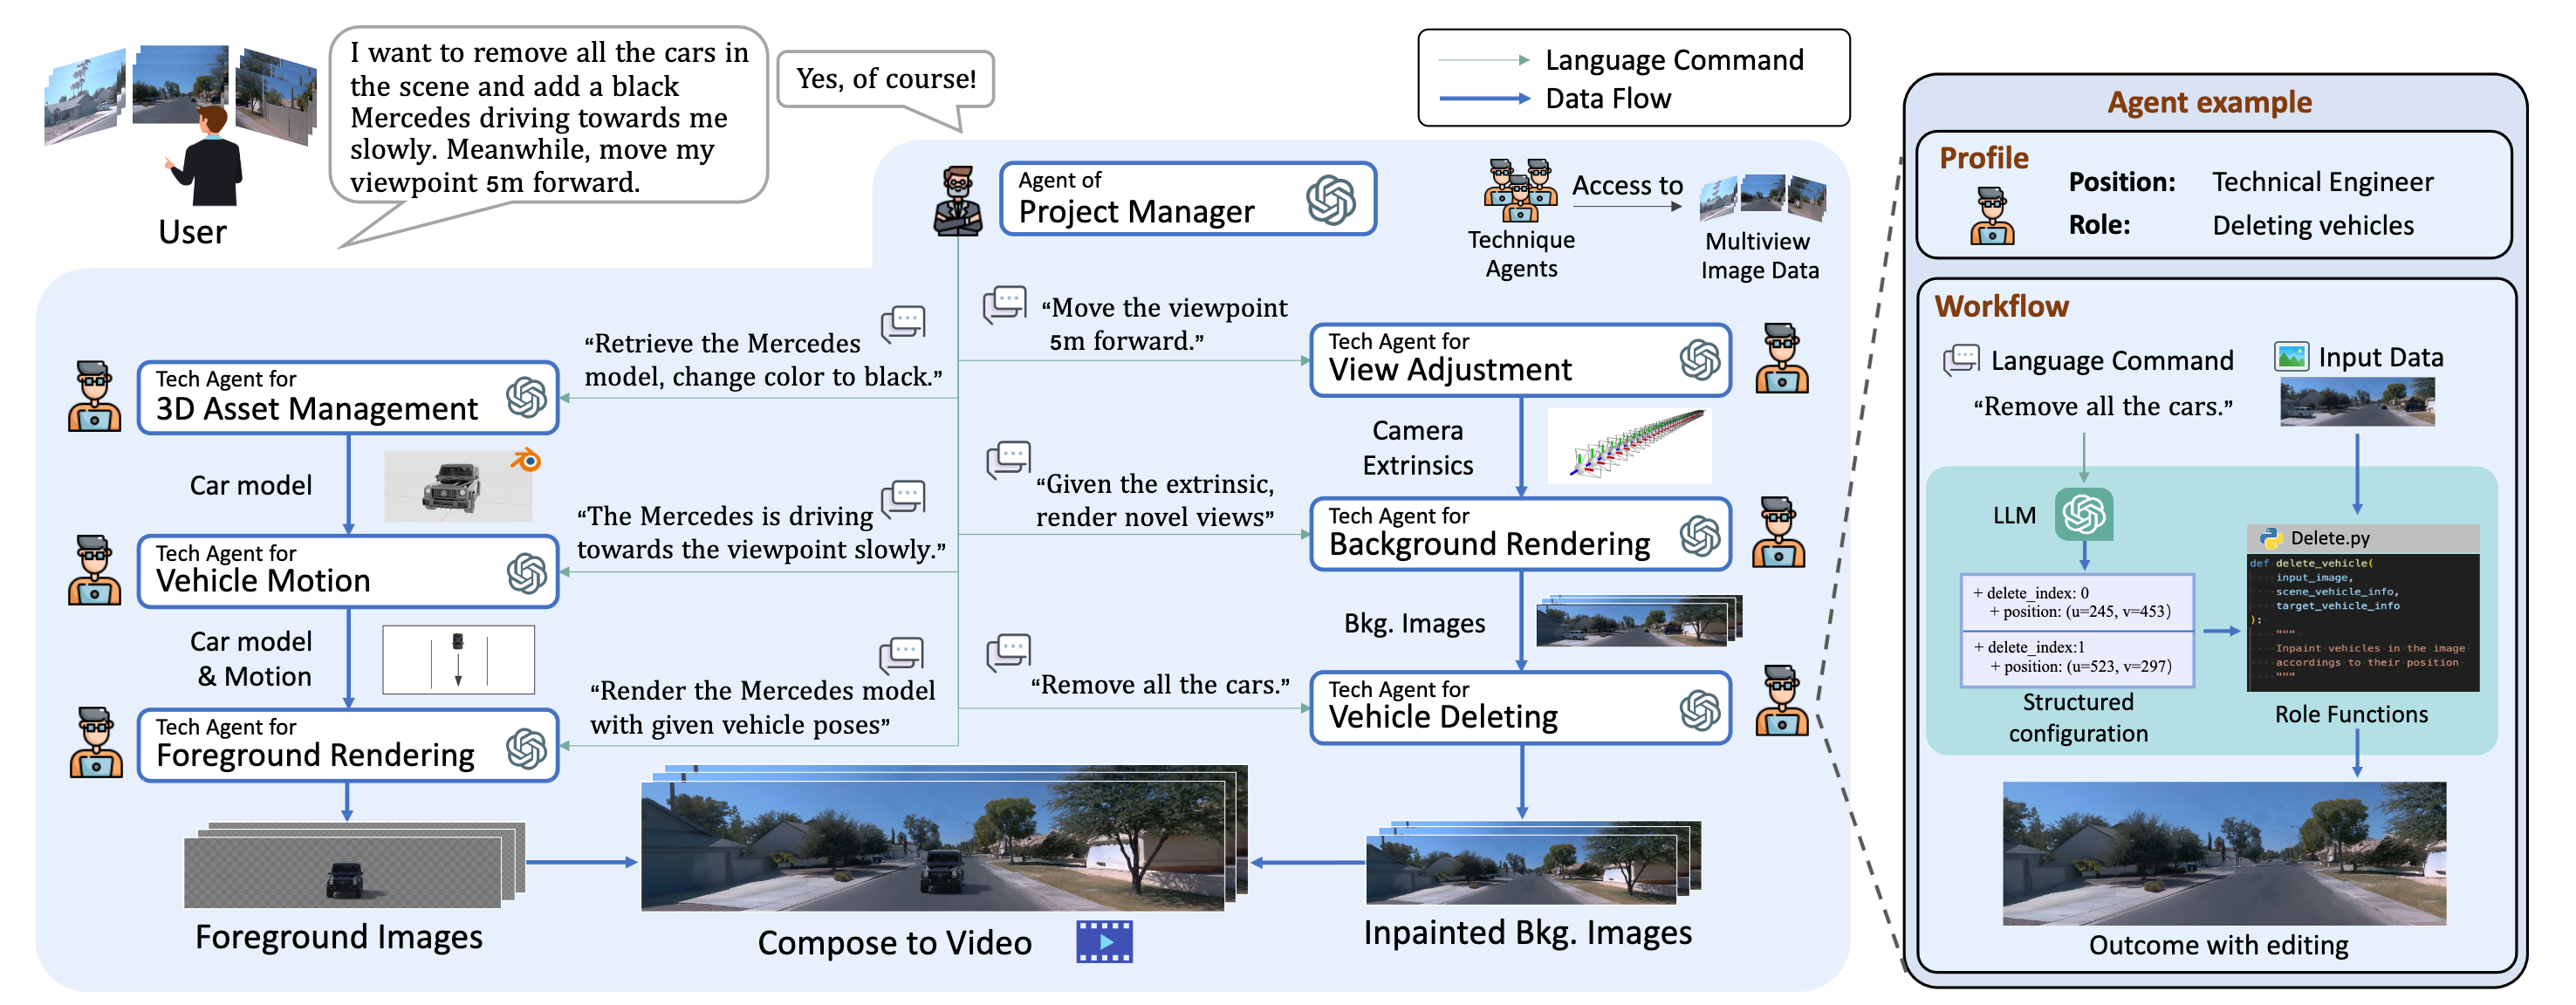 I want to remove all the cars in
the scene and add a black
Mercedes driving towards me
slowly. Meanwhile, move my
viewpoint 5m forward.
User
Yes, of course!
Language Command
Data Flow
Agent of
Project Manager
Technique
Agents
Access to
Multiview
Image Data
“Retrieve the Mercedes
model, change color to black.”
“Move the viewpoint
5m forward.”
Tech Agent for
3D Asset Management
Tech Agent for
View Adjustment
Car model
Camera
Extrinsics
“The Mercedes is driving
towards the viewpoint slowly.”
“Given the extrinsic,
render novel views”
Tech Agent for
Vehicle Motion
Tech Agent for
Background Rendering
Car model
& Motion
Bkg. Images
“Render the Mercedes model
with given vehicle poses”
“Remove all the cars.”
Tech Agent for
Foreground Rendering
Tech Agent for
Vehicle Deleting
Foreground Images
Compose to Video
Inpainted Bkg. Images
Agent example
Profile
Position: Technical Engineer
Role: Deleting vehicles
Workflow
Language Command
Input Data
“Remove all the cars.”
LLM
+ delete_index: 0
+ position: (u=245, v=453)
+ delete_index:1
+ position: (u=523, v=297)
Structured
configuration
Delete.py
def delete_vehicle(
input_image,
scene_vehicle_info,
target_vehicle_info
):
"""
Inpaint vehicles in the image
accordings to their position
"""
Role Functions
Outcome with editing